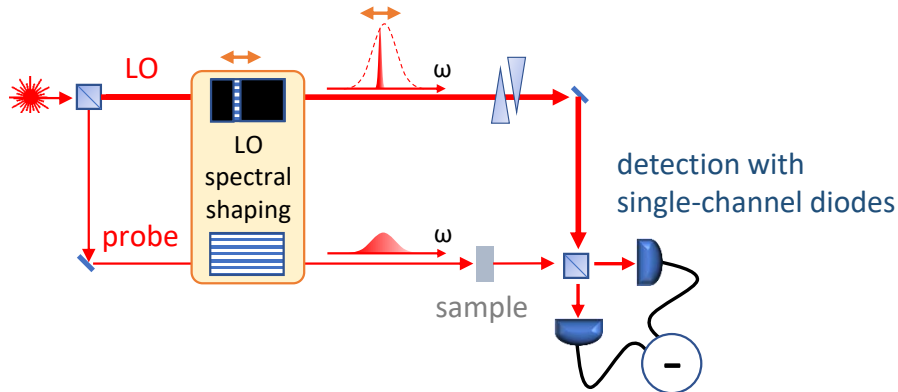 LO
ω
LO
spectral
shaping
detection with
single-channel diodes
probe
ω
sample
-